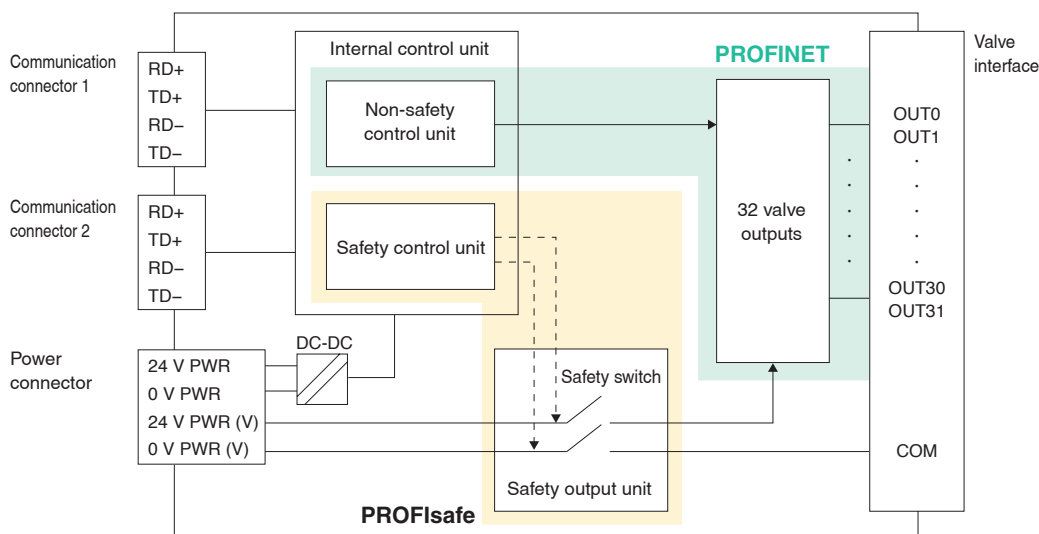 Communication
connector 1
RD+
TD+
RD−
TD−
Internal control unit
Non-safety
control unit
PROFINET
Valve
interface
OUT0
OUT1
32 valve
outputs
OUT30
OUT31
COM
Communication
connector 2
RD+
TD+
RD−
TD−
Safety control unit
Power
connector
24 V PWR
0 V PWR
24 V PWR (V)
0 V PWR (V)
DC-DC
Safety switch
Safety output unit
PROFIsafe